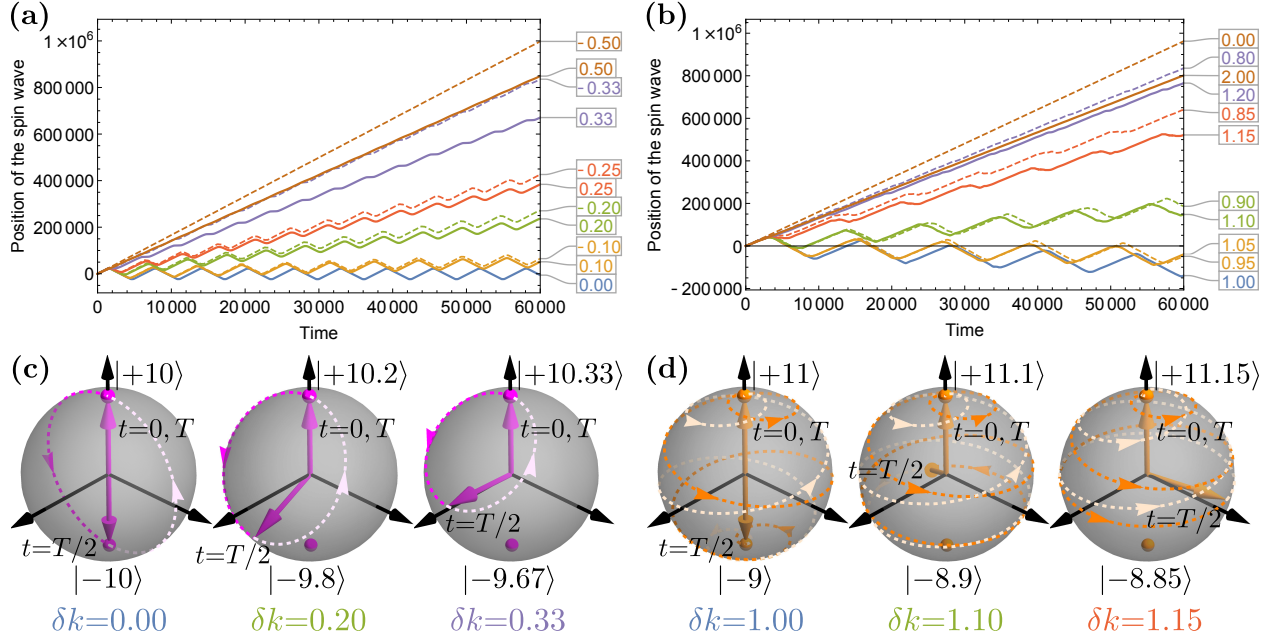 (a)
Position of the spin wave
1×10⁶
800 000
600 000
400 000
200 000
0
0
10 000
20 000
30 000
40 000
50 000
60 000
Time
-0.50
0.50
-0.33
0.33
-0.25
0.25
-0.20
0.20
-0.10
0.10
0.00
(b)
Position of the spin wave
1×10⁶
800 000
600 000
400 000
200 000
0
-200 000
0
10 000
20 000
30 000
40 000
50 000
60 000
Time
0.00
0.80
2.00
1.20
0.85
1.15
0.90
1.10
1.05
0.95
1.00
(c)
|+10⟩
t=0, T
t=T/2
|−10⟩
δk=0.00
|+10.2⟩
t=0, T
t=T/2
|−9.8⟩
δk=0.20
|+10.33⟩
t=0, T
t=T/2
|−9.67⟩
δk=0.33
(d)
|+11⟩
t=0, T
t=T/2
|−9⟩
δk=1.00
|+11.1⟩
t=0, T
t=T/2
|−8.9⟩
δk=1.10
|+11.15⟩
t=0, T
t=T/2
|−8.85⟩
δk=1.15